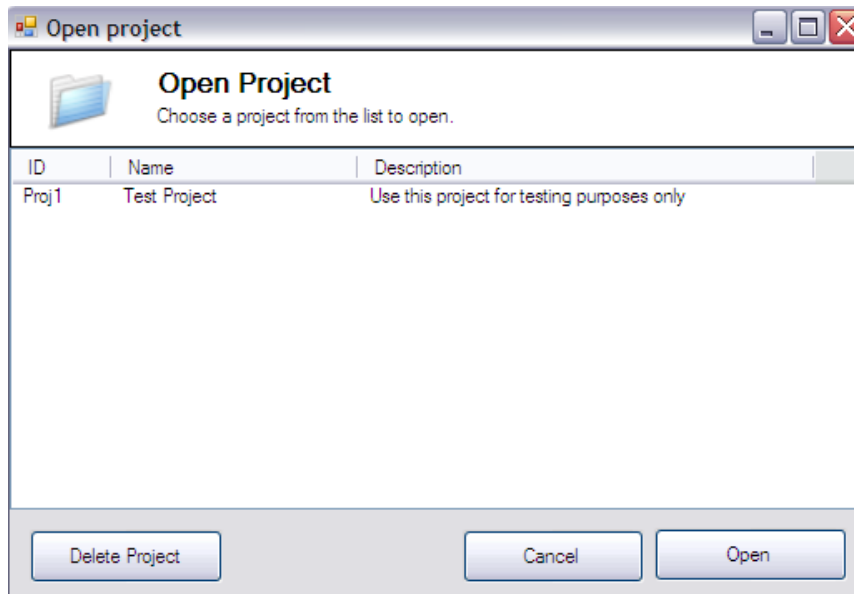 Open project
Open Project
Choose a project from the list to open.
ID Name Description
Proj1 Test Project Use this project for testing purposes only
Delete Project Cancel Open